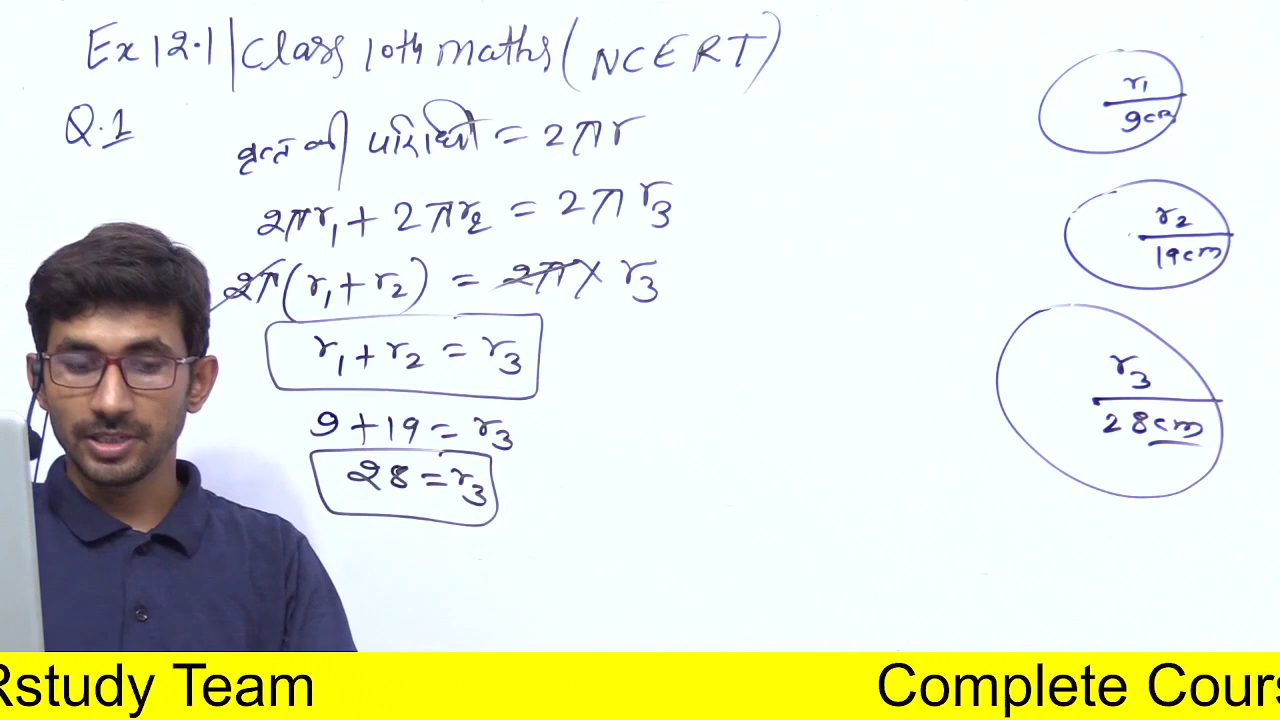 Ex 12.1 | Class 10th maths (NCERT)
Q.1
वृत्त की परिधी = 2πr
2πr₁ + 2πr₂ = 2πr₃
2π(r₁ + r₂) = 2π × r₃
r₁ + r₂ = r₃
9 + 19 = r₃
28 = r₃
r₁
9cm
r₂
19cm
r₃
28cm
Rstudy Team
Complete Cours